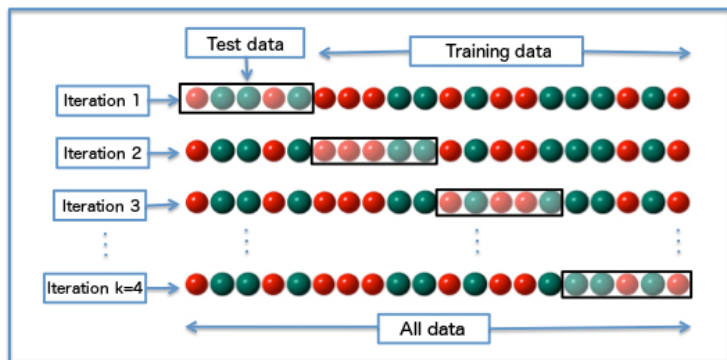 Test data
Training data
Iteration 1
Iteration 2
Iteration 3
Iteration k=4
All data